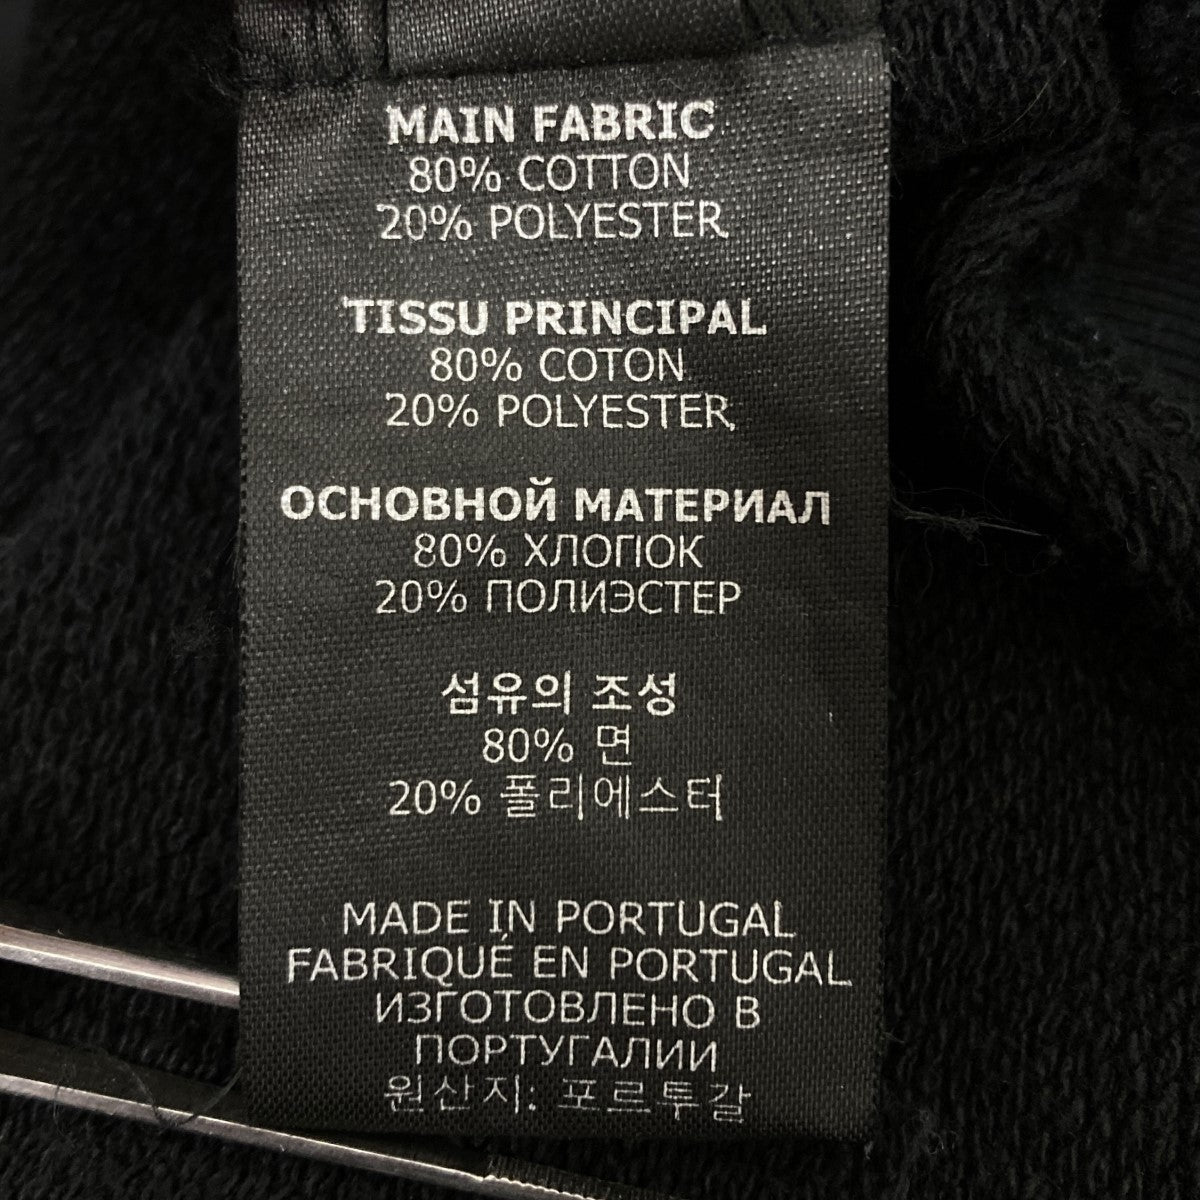 MAIN FABRIC
80% COTTON
20% POLYESTER
TISSU PRINCIPAL
80% COTON
20% POLYESTER
ОСНОВНОЙ МАТЕРИАЛ
80% ХЛОПОК
20% ПОЛИЭСТЕР
섬유의 조성
80% 면
20% 폴리에스터
MADE IN PORTUGAL
FABRIQUÉ EN PORTUGAL
ИЗГОТОВЛЕНО В
ПОРТУГАЛИИ
원산지: 포르투갈